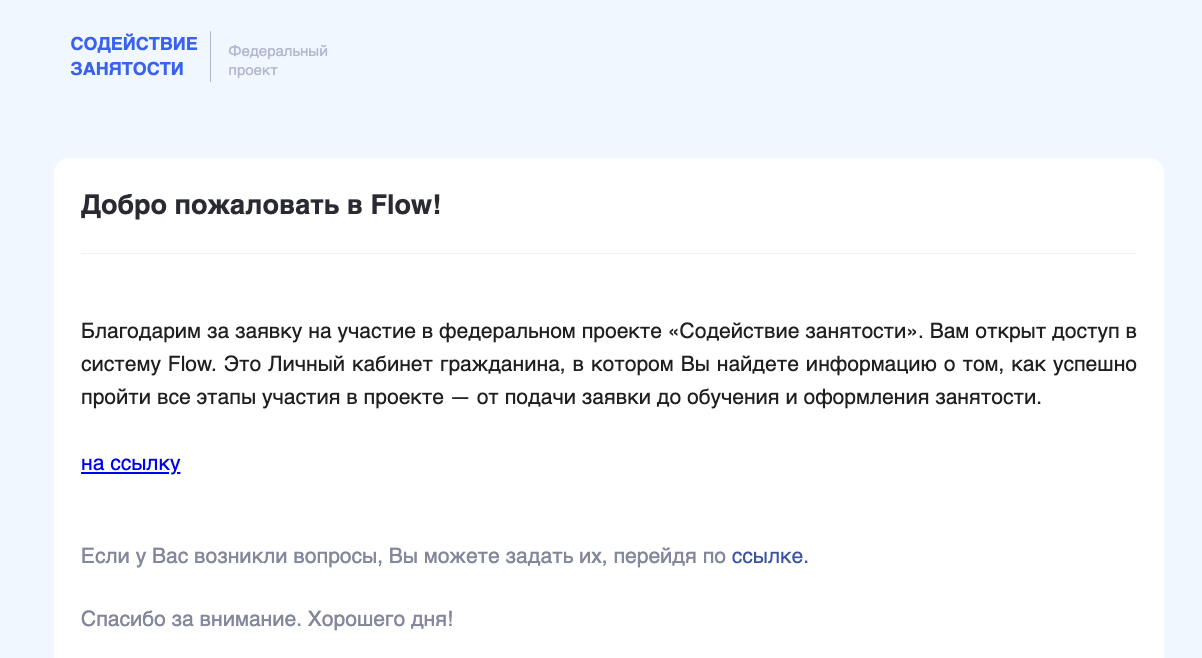 СОДЕЙСТВИЕ
ЗАНЯТОСТИ
Федеральный
проект
Добро пожаловать в Flow!
Благодарим за заявку на участие в федеральном проекте «Содействие занятости». Вам открыт доступ в
систему Flow. Это Личный кабинет гражданина, в котором Вы найдете информацию о том, как успешно
пройти все этапы участия в проекте — от подачи заявки до обучения и оформления занятости.
на ссылку
Если у Вас возникли вопросы, Вы можете задать их, перейдя по ссылке.
Спасибо за внимание. Хорошего дня!